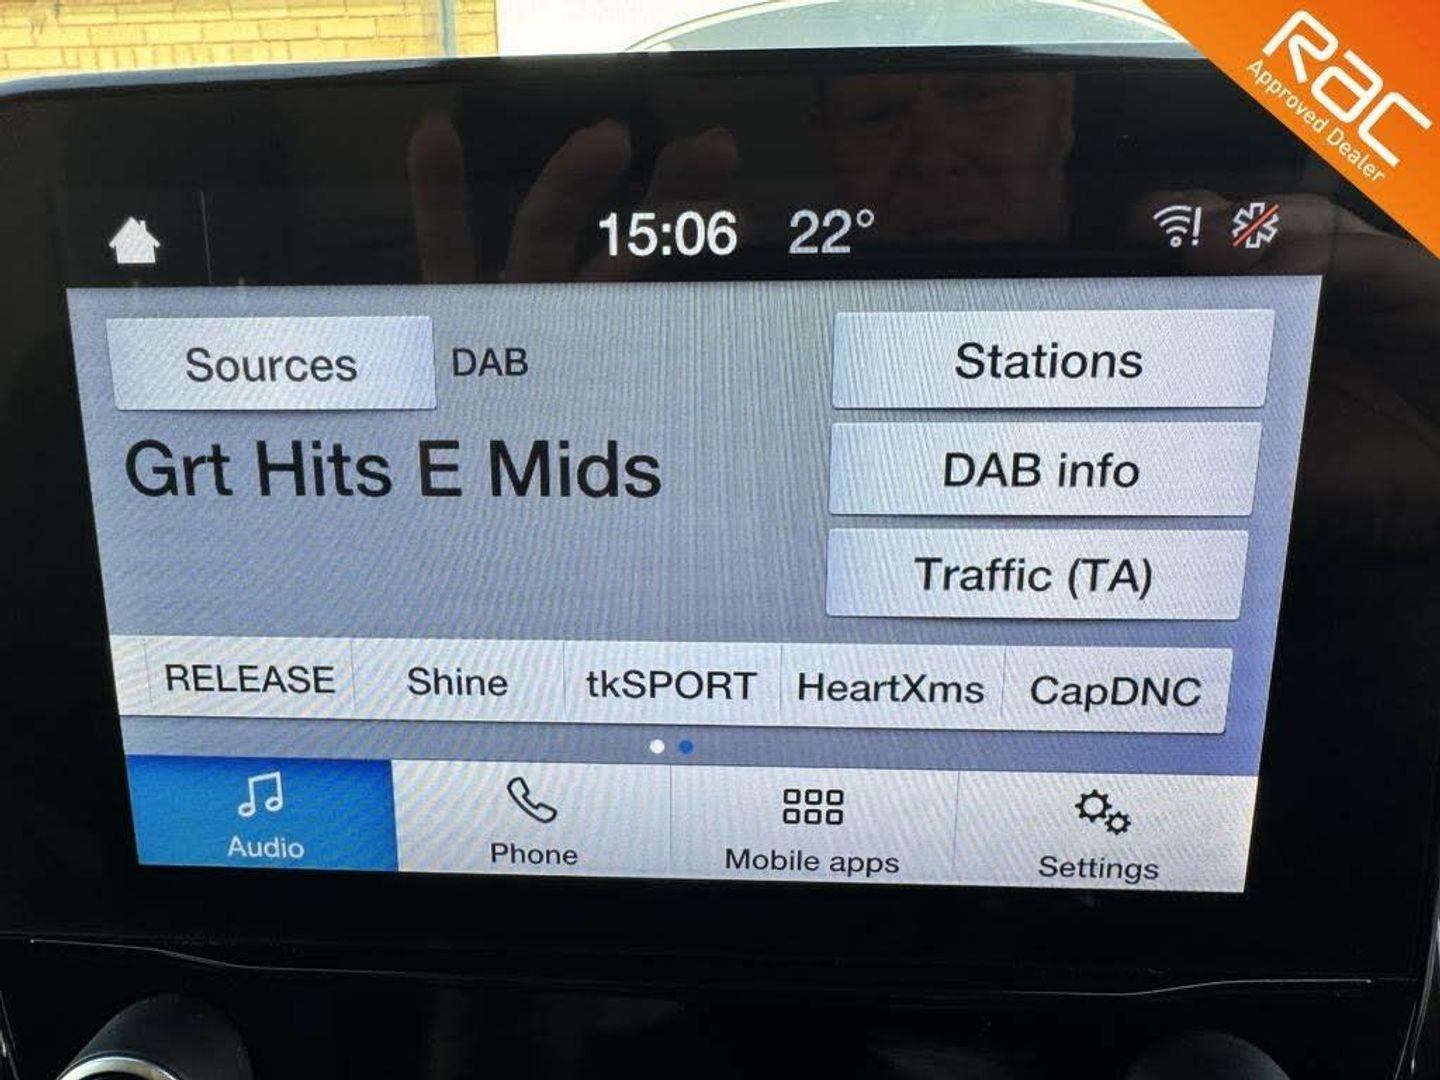 rac
Approved Dealer
15:06 22°
Sources DAB
Stations
Grt Hits E Mids
DAB info
Traffic (TA)
RELEASE Shine tkSPORT HeartXms CapDNC
Audio Phone Mobile apps Settings